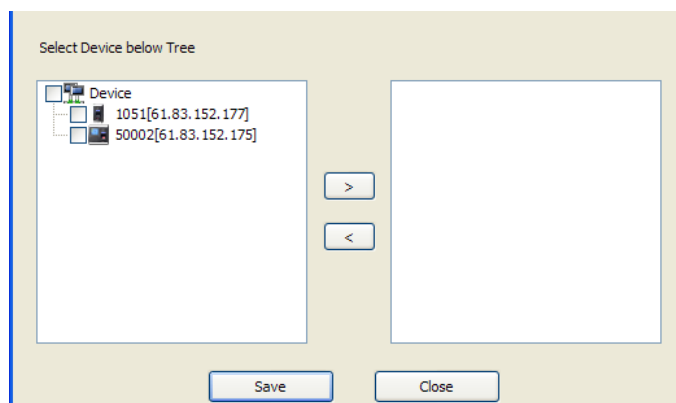 Select Device below Tree
Device
1051[61.83.152.177]
50002[61.83.152.175]
>
<
Save
Close